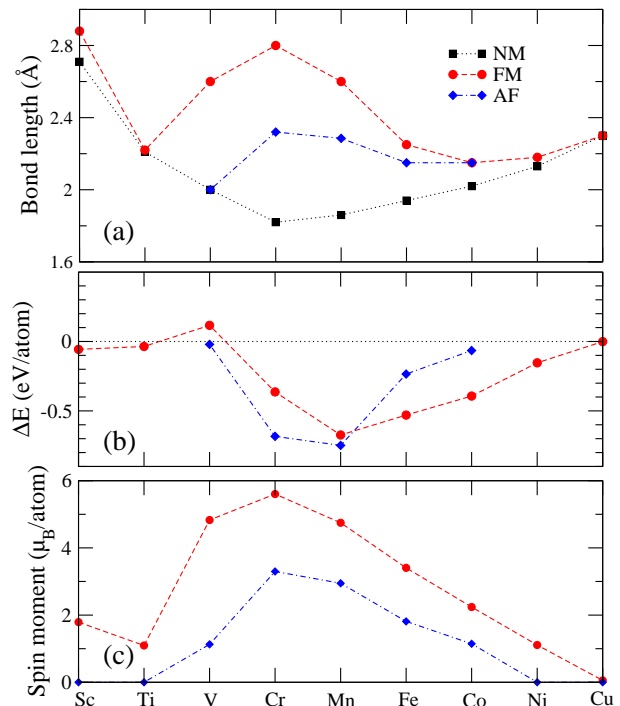 2.8
2.4
2
1.6
Bond length (Å)
NM
FM
AF
(a)
0
-0.5
ΔE (eV/atom)
(b)
6
4
2
0
Spin moment (μ_B/atom)
(c)
Sc Ti V Cr Mn Fe Co Ni Cu